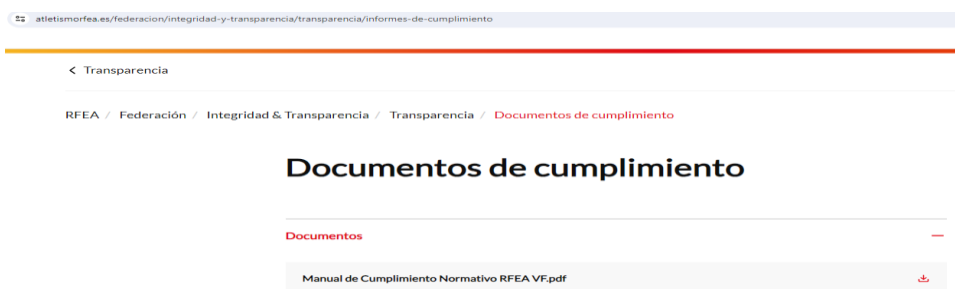 atletismorfea.es/federacion/integridad-y-transparencia/transparencia/informes-de-cumplimiento
Transparencia
RFEA / Federación / Integridad & Transparencia / Transparencia / Documentos de cumplimiento
Documentos de cumplimiento
Documentos
Manual de Cumplimiento Normativo RFEA VF.pdf